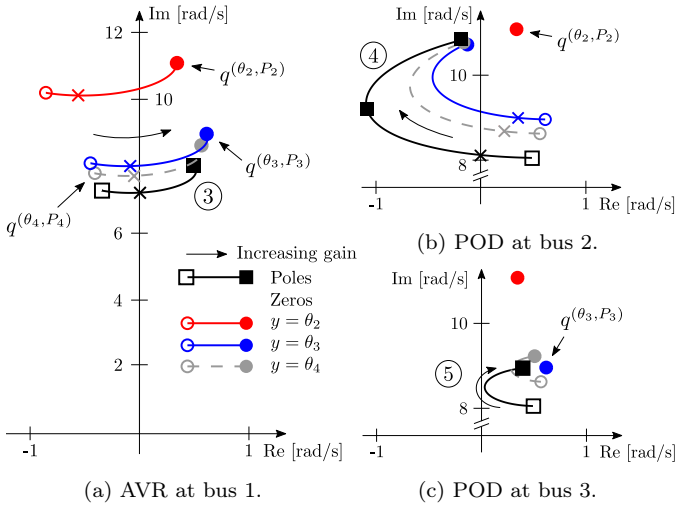 Im [rad/s]
12
10
6
4
2
-1
0
1
Re [rad/s]
q^(θ2,P2)
q^(θ3,P3)
q^(θ4,P4)
3
Increasing gain
Poles
Zeros
y = θ2
y = θ3
y = θ4
(a) AVR at bus 1.
Im [rad/s]
4
q^(θ2,P2)
10
8
-1
0
1
Re [rad/s]
(b) POD at bus 2.
Im [rad/s]
10
q^(θ3,P3)
5
8
-1
0
1
Re [rad/s]
(c) POD at bus 3.